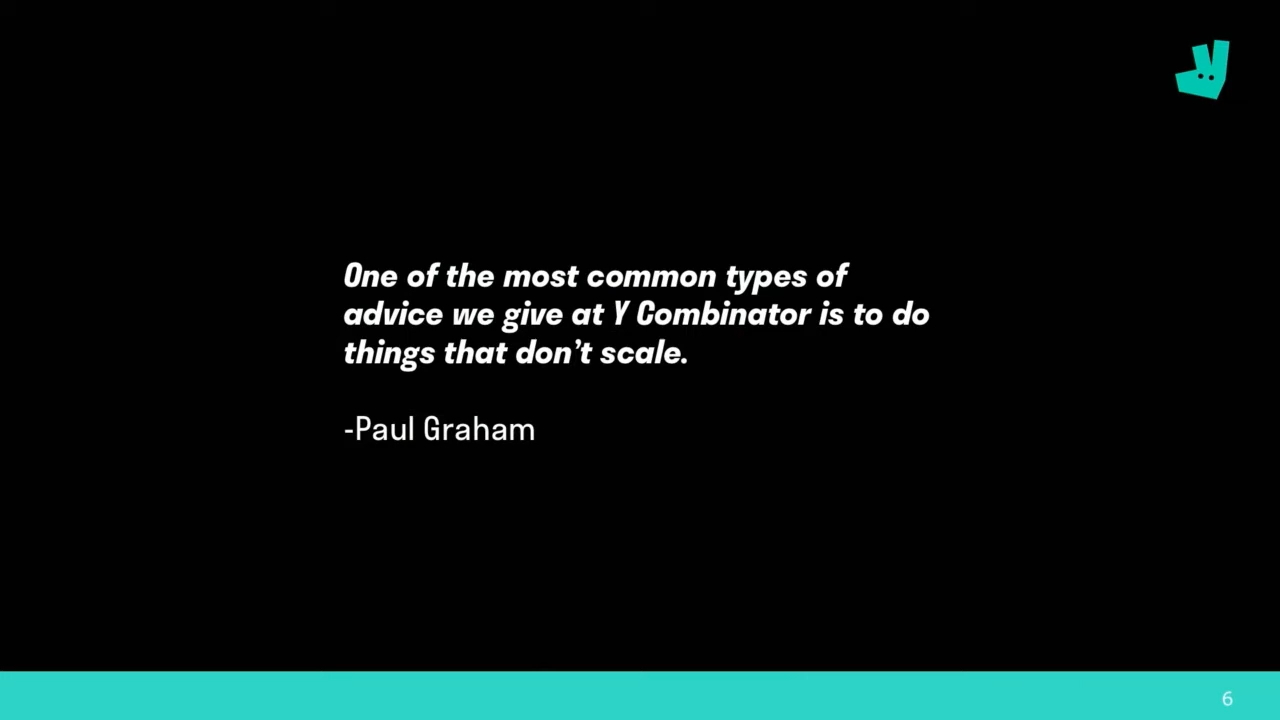 One of the most common types of
advice we give at Y Combinator is to do
things that don’t scale.
-Paul Graham
6